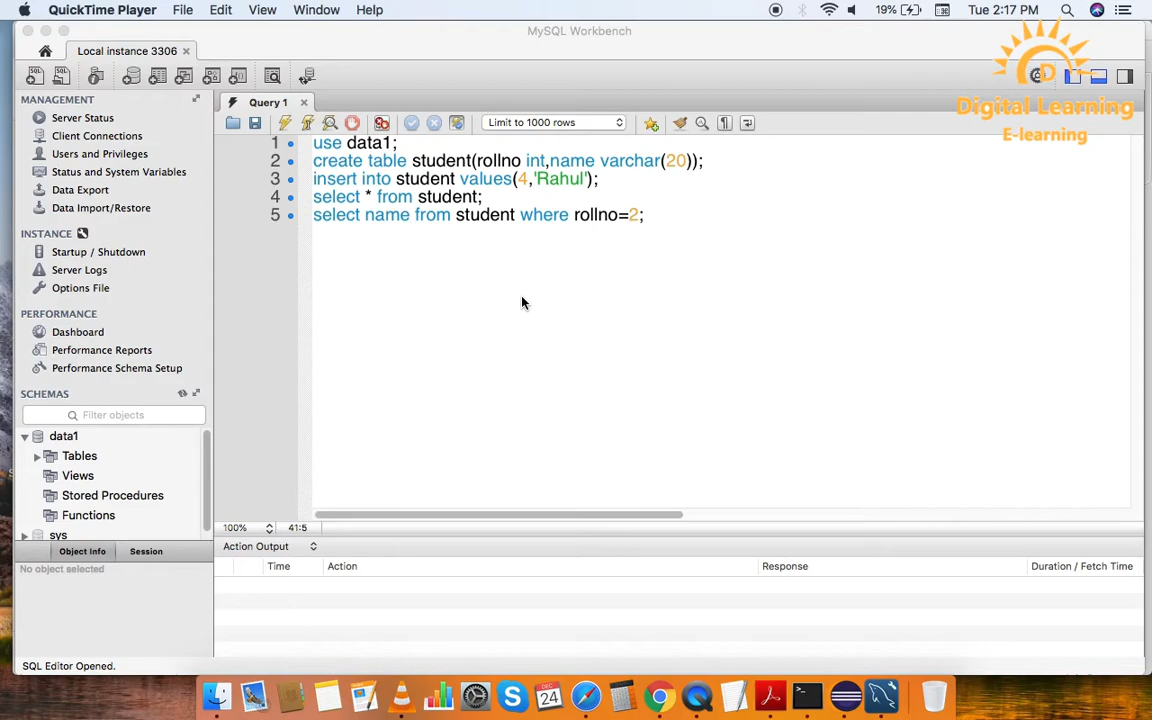 QuickTime Player File Edit View Window Help 19% Tue 2:17 PM
MySQL Workbench
Local instance 3306
Digital Learning
E-learning
MANAGEMENT
Server Status
Client Connections
Users and Privileges
Status and System Variables
Data Export
Data Import/Restore
INSTANCE
Startup / Shutdown
Server Logs
Options File
PERFORMANCE
Dashboard
Performance Reports
Performance Schema Setup
SCHEMAS
Filter objects
data1
Tables
Views
Stored Procedures
Functions
sys
Object Info Session
No object selected
SQL Editor Opened.
Query 1
Limit to 1000 rows
1 use data1;
2 create table student(rollno int,name varchar(20));
3 insert into student values(4,'Rahul');
4 select * from student;
5 select name from student where rollno=2;
100% 41:5
Action Output
Time Action Response Duration / Fetch Time